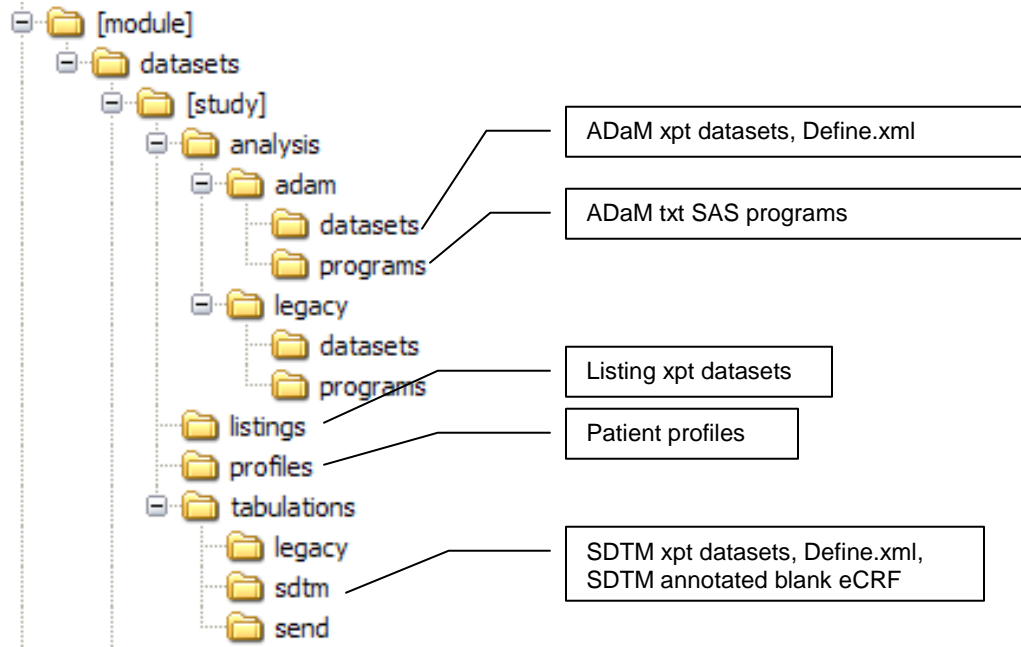 [module]
datasets
[study]
analysis
ADaM xpt datasets, Define.xml
adam
datasets
ADaM txt SAS programs
programs
legacy
datasets
Listing xpt datasets
programs
listings
Patient profiles
profiles
tabulations
legacy
SDTM xpt datasets, Define.xml,
SDTM annotated blank eCRF
sdtm
send